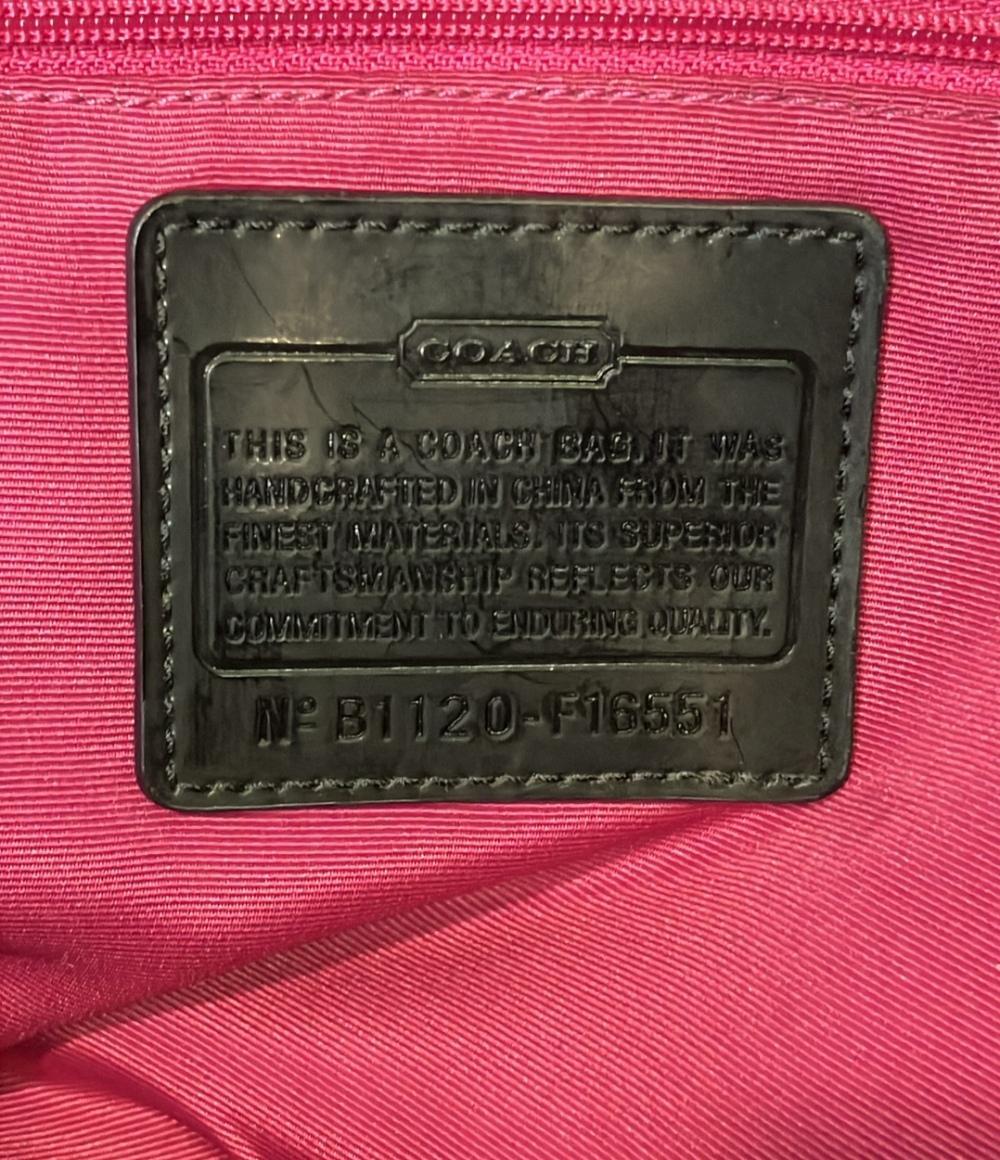 COACH
THIS IS A COACH BAG. IT WAS
HANDCRAFTED IN CHINA FROM THE
FINEST MATERIALS. ITS SUPERIOR
CRAFTSMANSHIP REFLECTS OUR
COMMITMENT TO ENDURING QUALITY.
Nº B1120-F16551